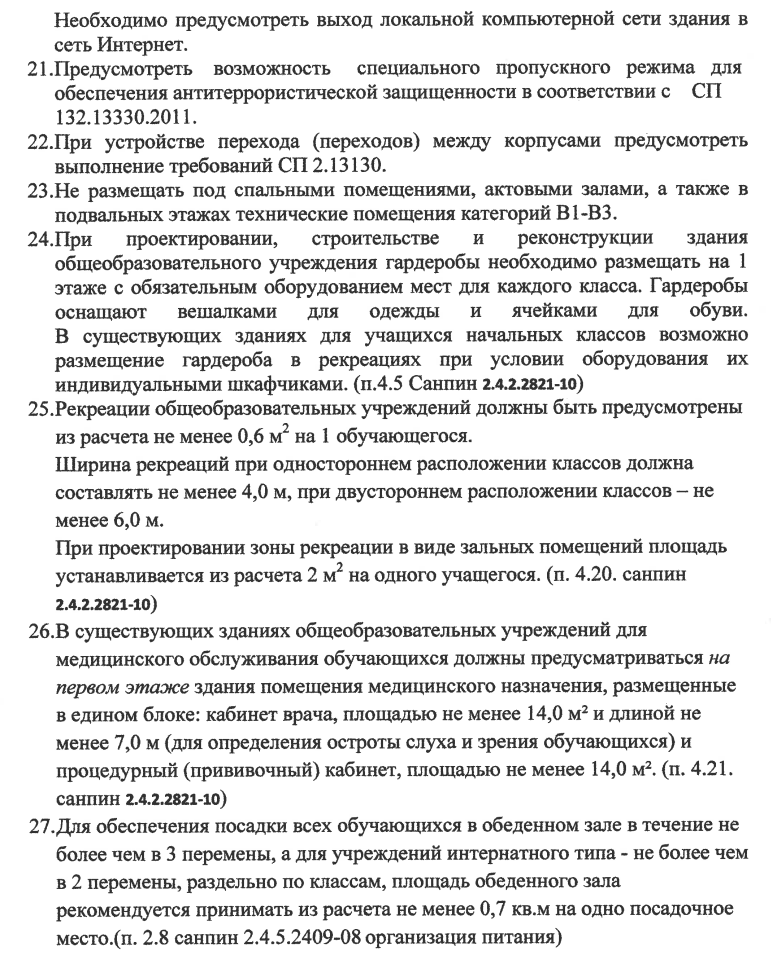 Необходимо предусмотреть выход локальной компьютерной сети здания в
сеть Интернет.
21.Предусмотреть возможность специального пропускного режима для
обеспечения антитеррористической защищенности в соответствии с СП
132.13330.2011.
22.При устройстве перехода (переходов) между корпусами предусмотреть
выполнение требований СП 2.13130.
23.Не размещать под спальными помещениями, актовыми залами, а также в
подвальных этажах технические помещения категорий В1-В3.
24.При проектировании, строительстве и реконструкции здания
общеобразовательного учреждения гардеробы необходимо размещать на 1
этаже с обязательным оборудованием мест для каждого класса. Гардеробы
оснащают вешалками для одежды и ячейками для обуви.
В существующих зданиях для учащихся начальных классов возможно
размещение гардероба в рекреациях при условии оборудования их
индивидуальными шкафчиками. (п.4.5 Санпин 2.4.2.2821-10)
25.Рекреации общеобразовательных учреждений должны быть предусмотрены
из расчета не менее 0,6 м² на 1 обучающегося.
Ширина рекреаций при одностороннем расположении классов должна
составлять не менее 4,0 м, при двустороннем расположении классов – не
менее 6,0 м.
При проектировании зоны рекреации в виде зальных помещений площадь
устанавливается из расчета 2 м² на одного учащегося. (п. 4.20. санпин
2.4.2.2821-10)
26.В существующих зданиях общеобразовательных учреждений для
медицинского обслуживания обучающихся должны предусматриваться на
первом этаже здания помещения медицинского назначения, размещенные
в едином блоке: кабинет врача, площадью не менее 14,0 м² и длиной не
менее 7,0 м (для определения остроты слуха и зрения обучающихся) и
процедурный (прививочный) кабинет, площадью не менее 14,0 м². (п. 4.21.
санпин 2.4.2.2821-10)
27.Для обеспечения посадки всех обучающихся в обеденном зале в течение не
более чем в 3 перемены, а для учреждений интернатного типа - не более чем
в 2 перемены, раздельно по классам, площадь обеденного зала
рекомендуется принимать из расчета не менее 0,7 кв.м на одно посадочное
место.(п. 2.8 санпин 2.4.5.2409-08 организация питания)